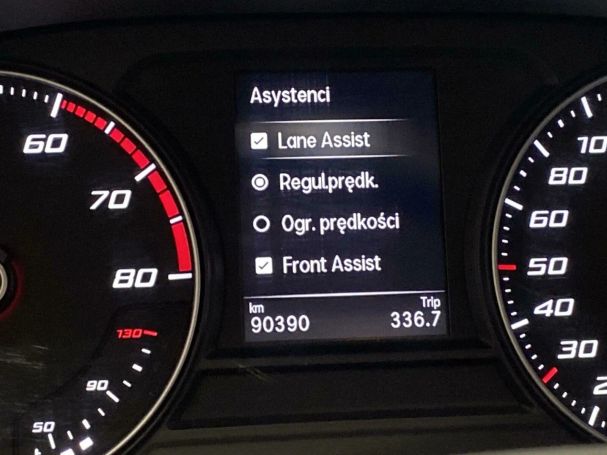 Asystenci
Lane Assist
Regul.prędk.
Ogr. prędkości
Front Assist
km
90390
Trip
336.7
60
70
80
130
90
50
80
60
50
40
30